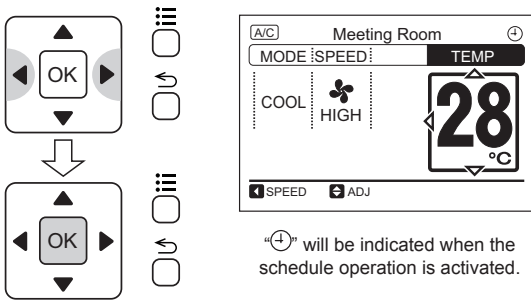 OK
OK
A/C Meeting Room
MODE SPEED TEMP
COOL HIGH 28 °C
SPEED ADJ
“🕘” will be indicated when the
schedule operation is activated.